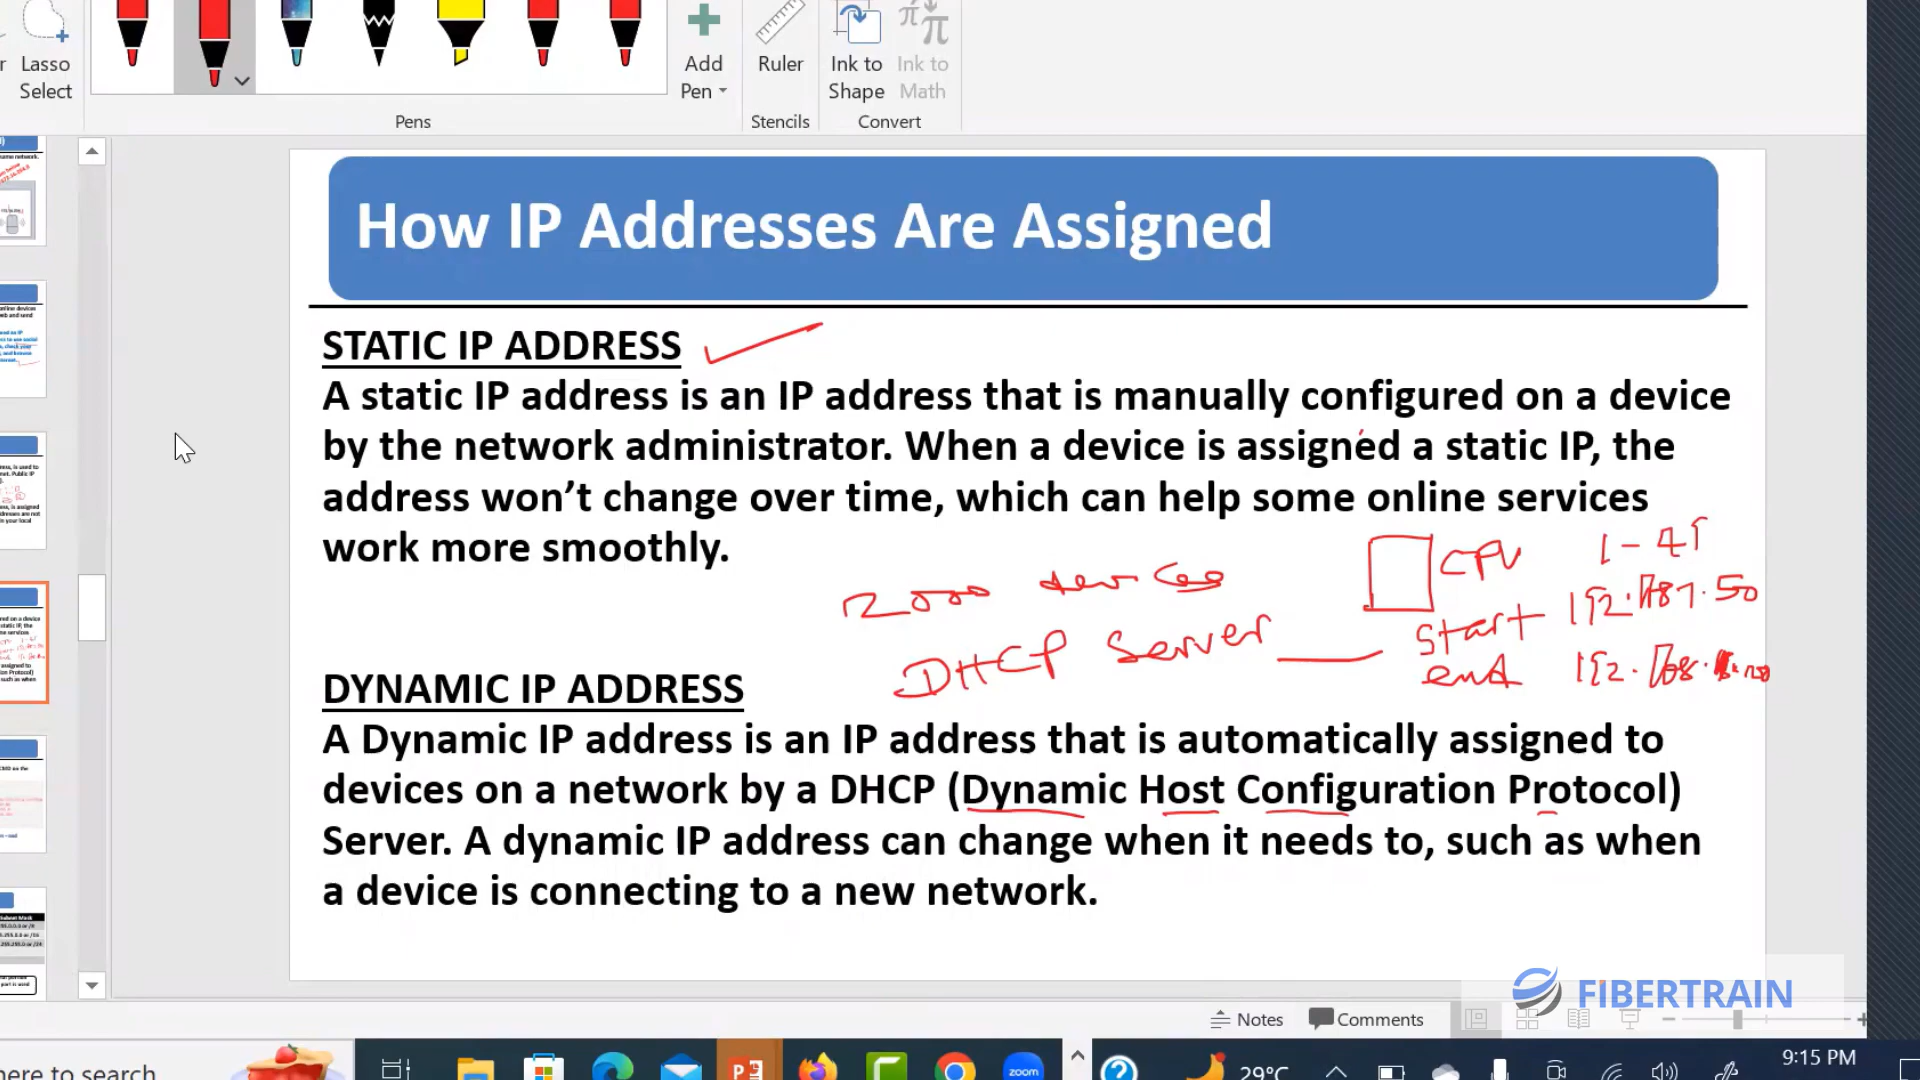 Lasso
Select
Add
Pen
Ruler
Ink to
Shape
Ink to
Math
Pens
Stencils
Convert
How IP Addresses Are Assigned
STATIC IP ADDRESS
A static IP address is an IP address that is manually configured on a device
by the network administrator. When a device is assigned a static IP, the
address won’t change over time, which can help some online services
work more smoothly.
CPU
2000 devices
DHCP Server
start
end
DYNAMIC IP ADDRESS
A Dynamic IP address is an IP address that is automatically assigned to
devices on a network by a DHCP (Dynamic Host Configuration Protocol)
Server. A dynamic IP address can change when it needs to, such as when
a device is connecting to a new network.
FIBERTRAIN
Notes
Comments
here to search
zoom
29°C
9:15 PM